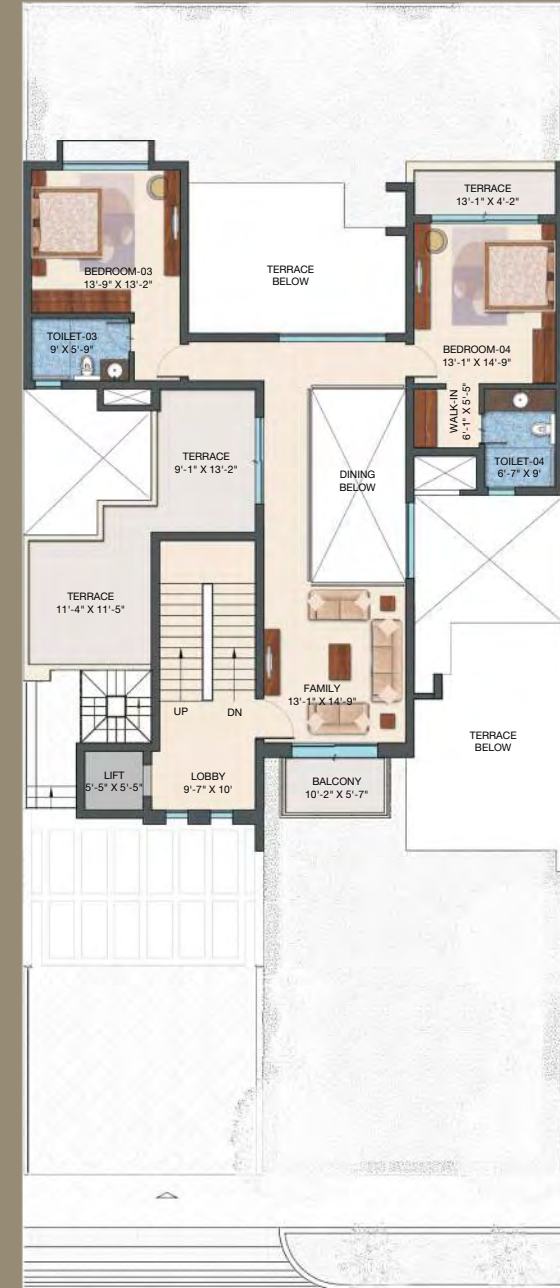 TERRACE
13'-1" X 4'-2"
BEDROOM-03
13'-9" X 13'-2"
TERRACE
BELOW
TOILET-03
9' X 5'-9"
BEDROOM-04
13'-1" X 14'-9"
WALK-IN
6'-1" X 5'-5"
TERRACE
9'-1" X 13'-2"
DINING
BELOW
TOILET-04
6'-7" X 9'
TERRACE
11'-4" X 11'-5"
FAMILY
13'-1" X 14'-9"
UP
DN
TERRACE
BELOW
LIFT
5'-5" X 5'-5"
LOBBY
9'-7" X 10'
BALCONY
10'-2" X 5'-7"